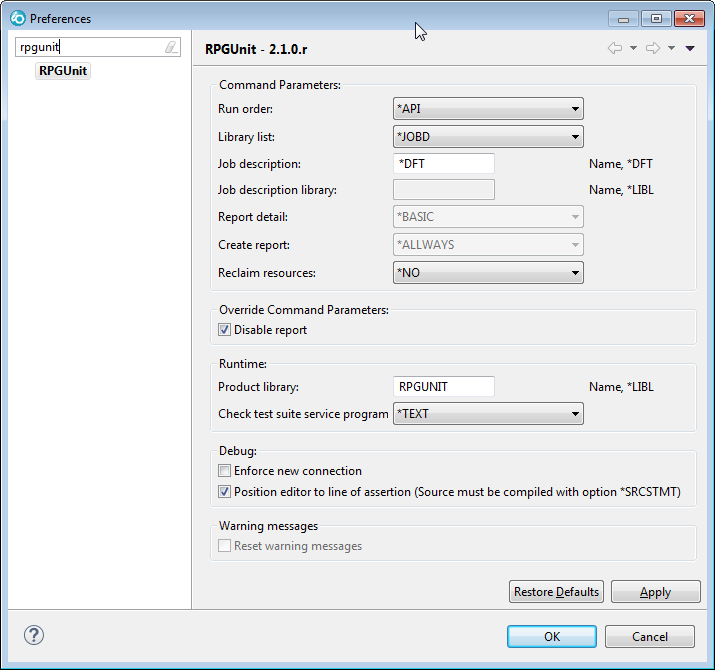 Preferences
rpgunit
RPGUnit
RPGUnit - 2.1.0.r
Command Parameters:
Run order: *API
Library list: *JOBD
Job description: *DFT Name, *DFT
Job description library: Name, *LIBL
Report detail: *BASIC
Create report: *ALLWAYS
Reclaim resources: *NO
Override Command Parameters:
Disable report
Runtime:
Product library: RPGUNIT Name, *LIBL
Check test suite service program *TEXT
Debug:
Enforce new connection
Position editor to line of assertion (Source must be compiled with option *SRCSTMT)
Warning messages
Reset warning messages
Restore Defaults Apply
? OK Cancel